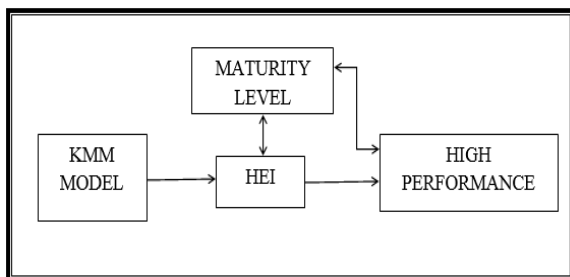 MATURITY
LEVEL
KMM
MODEL
HEI
HIGH
PERFORMANCE